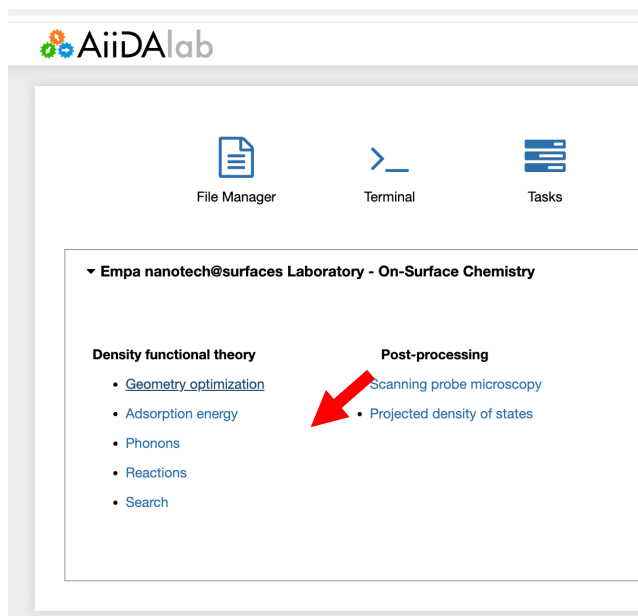 AiiDAlab
File Manager
Terminal
Tasks
Empa nanotech@surfaces Laboratory - On-Surface Chemistry
Density functional theory
Geometry optimization
Adsorption energy
Phonons
Reactions
Search
Post-processing
Scanning probe microscopy
Projected density of states